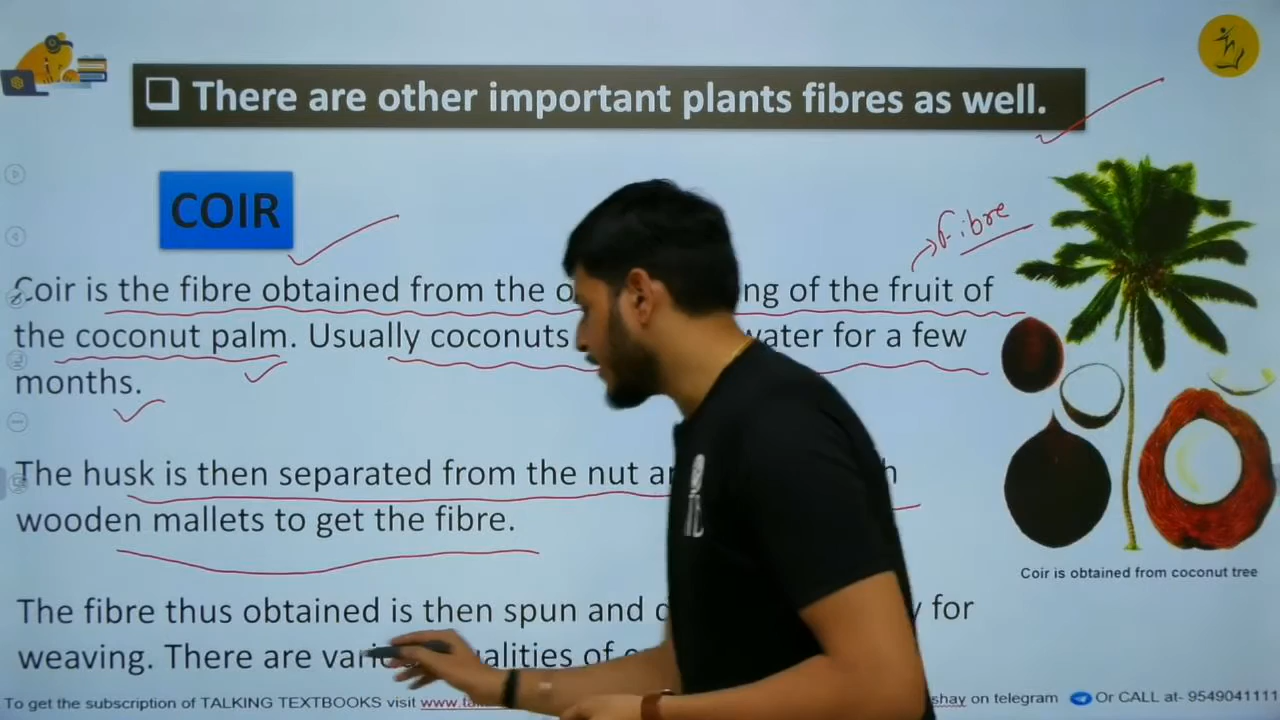 ❑ There are other important plants fibres as well.
COIR
Fibre
Coir is the fibre obtained from the ng of the fruit of
the coconut palm. Usually coconuts water for a few
months.
The husk is then separated from the nut
wooden mallets to get the fibre.
Coir is obtained from coconut tree
The fibre thus obtained is then spun and for
weaving. There are of
To get the subscription of TALKING TEXTBOOKS visit www. shay on telegram Or CALL at- 9549041111